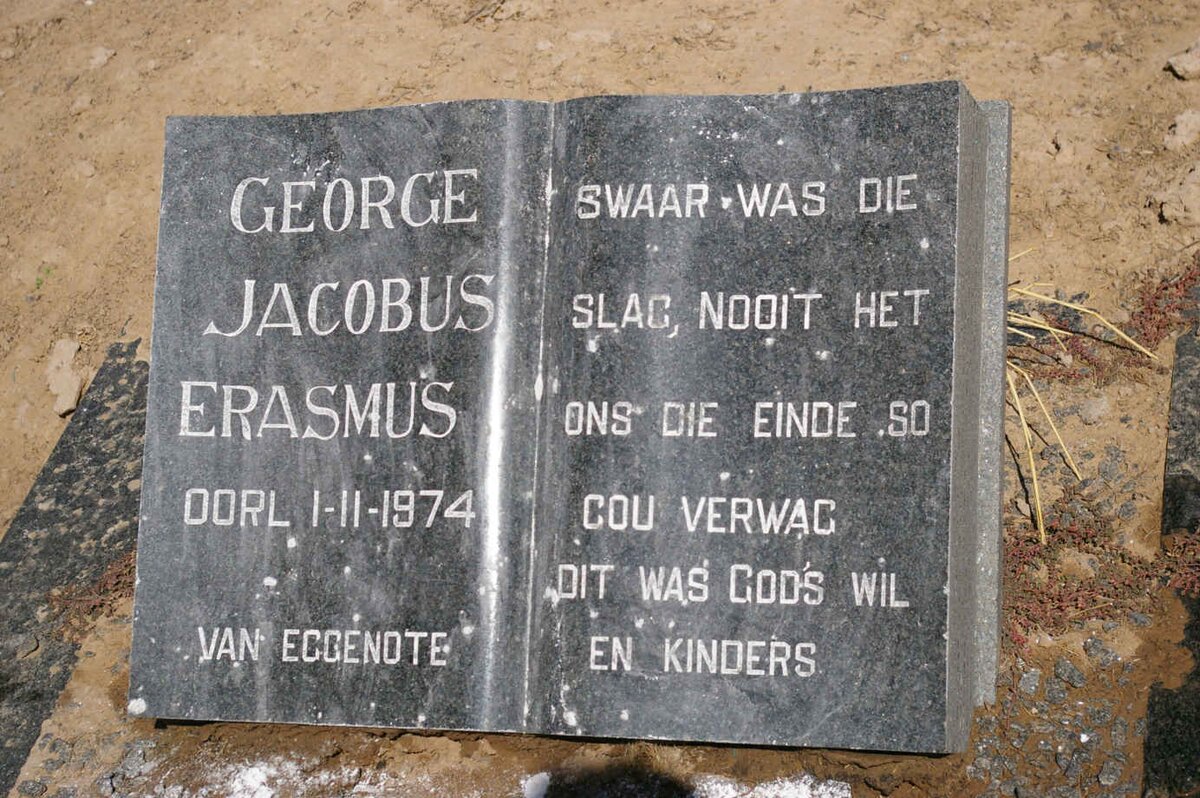 GEORGE
JACOBUS
ERASMUS
OORL 1-11-1974
VAN EGGENOTE
SWAAR WAS DIE
SLAG, NOOIT HET
ONS DIE EINDE SO
GOU VERWAG
DIT WAS GOD'S WIL
EN KINDERS